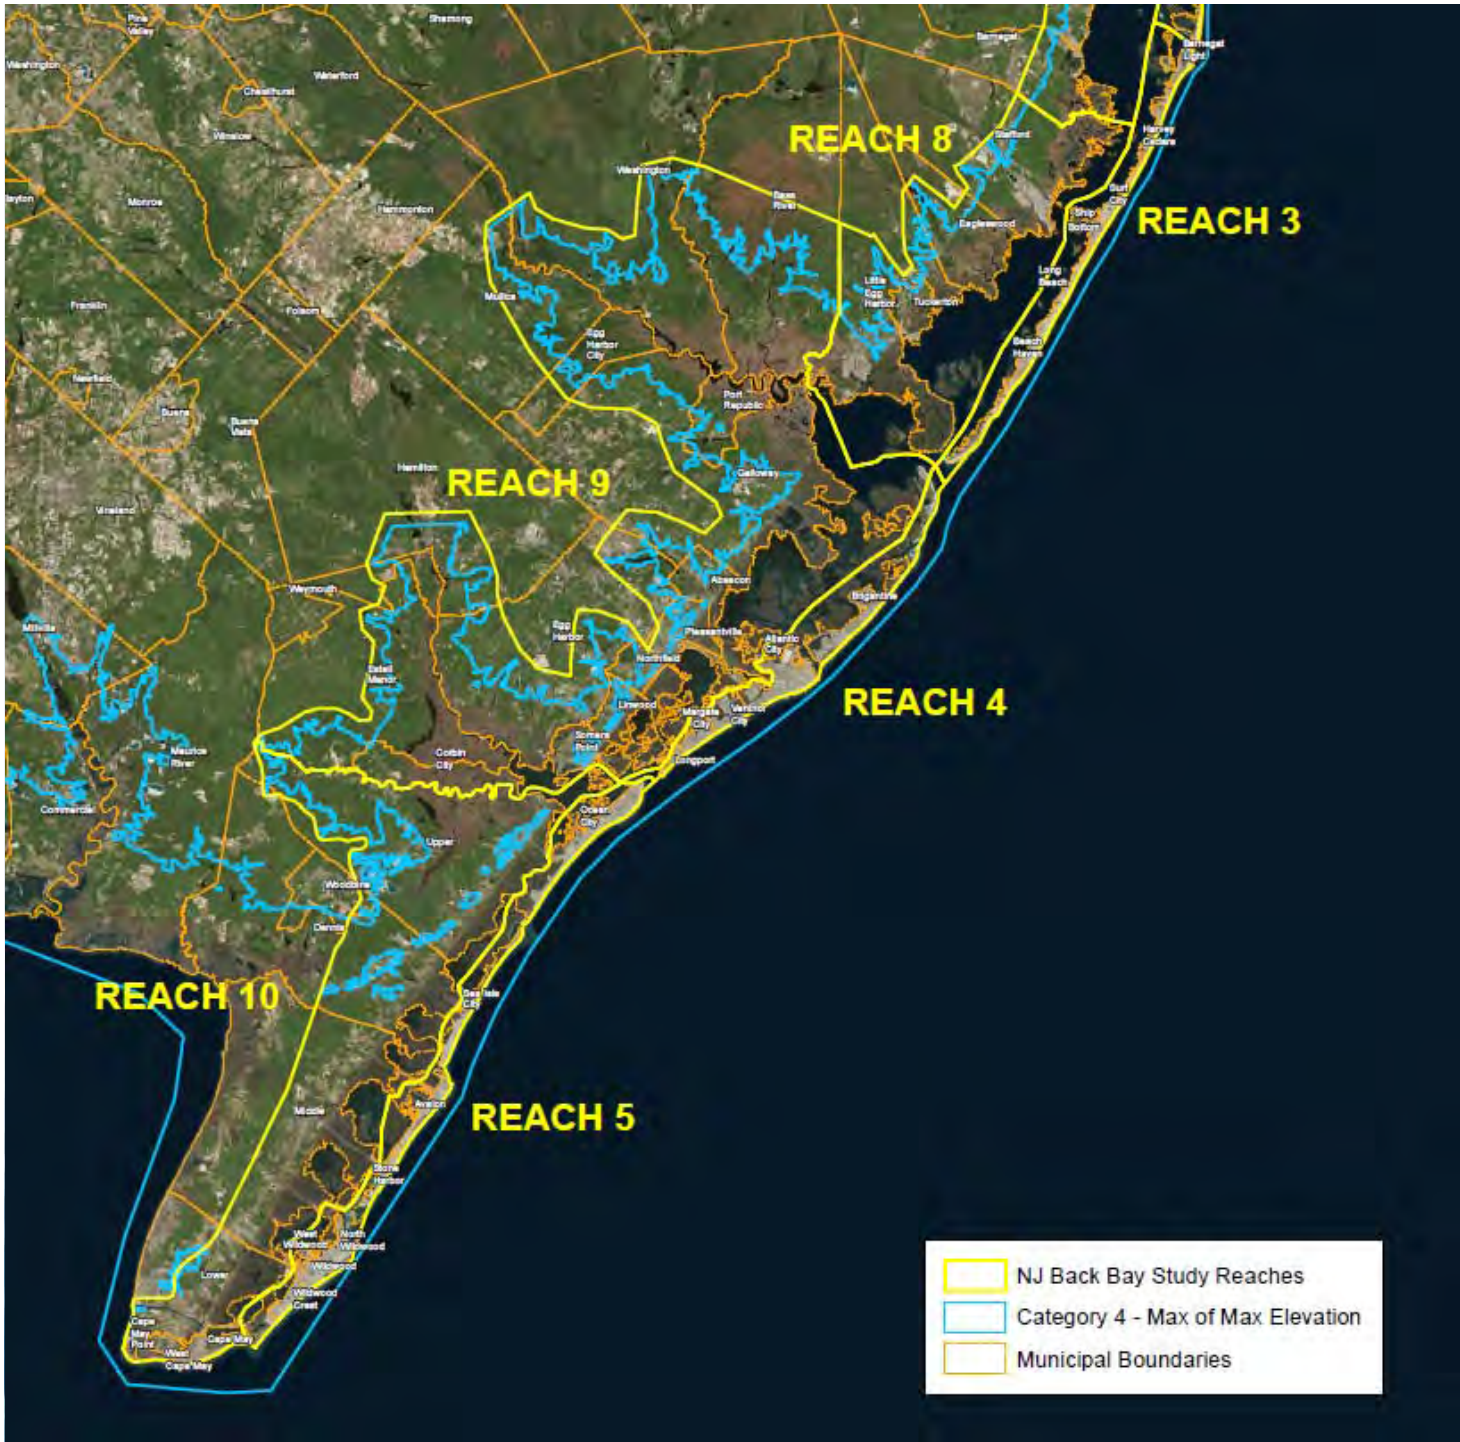 Pine
Valley
Shamong
Barnegat
Barnegat
Light
Washington
Waterford
Chesilhurst
Winslow
REACH 8
Stafford
Harvey
Cedars
Washington
Bass
River
Surf
City
Monroe
Hammonton
Ship
Bottom
REACH 3
Eagleswood
Long
Beach
Little
Egg
Harbor
Tuckerton
Mullica
Franklin
Folsom
Egg
Harbor
City
Beach
Haven
Newfield
Port
Republic
Buena
Buena
Vista
Hamilton
REACH 9
Galloway
Vineland
Absecon
Weymouth
Brigantine
Millville
Egg
Harbor
Pleasantville
Atlantic
City
Northfield
Estell
Manor
Linwood
REACH 4
Margate
City
Ventnor
City
Somers
Point
Maurice
River
Corbin
City
Longport
Commercial
Ocean
City
Upper
Woodbine
Dennis
REACH 10
Sea Isle
City
Middle
Avalon
REACH 5
Stone
Harbor
West
Wildwood
North
Wildwood
Wildwood
Lower
Wildwood
Crest
Cape
May
Point
Cape May
West
Cape May
NJ Back Bay Study Reaches
Category 4 - Max of Max Elevation
Municipal Boundaries